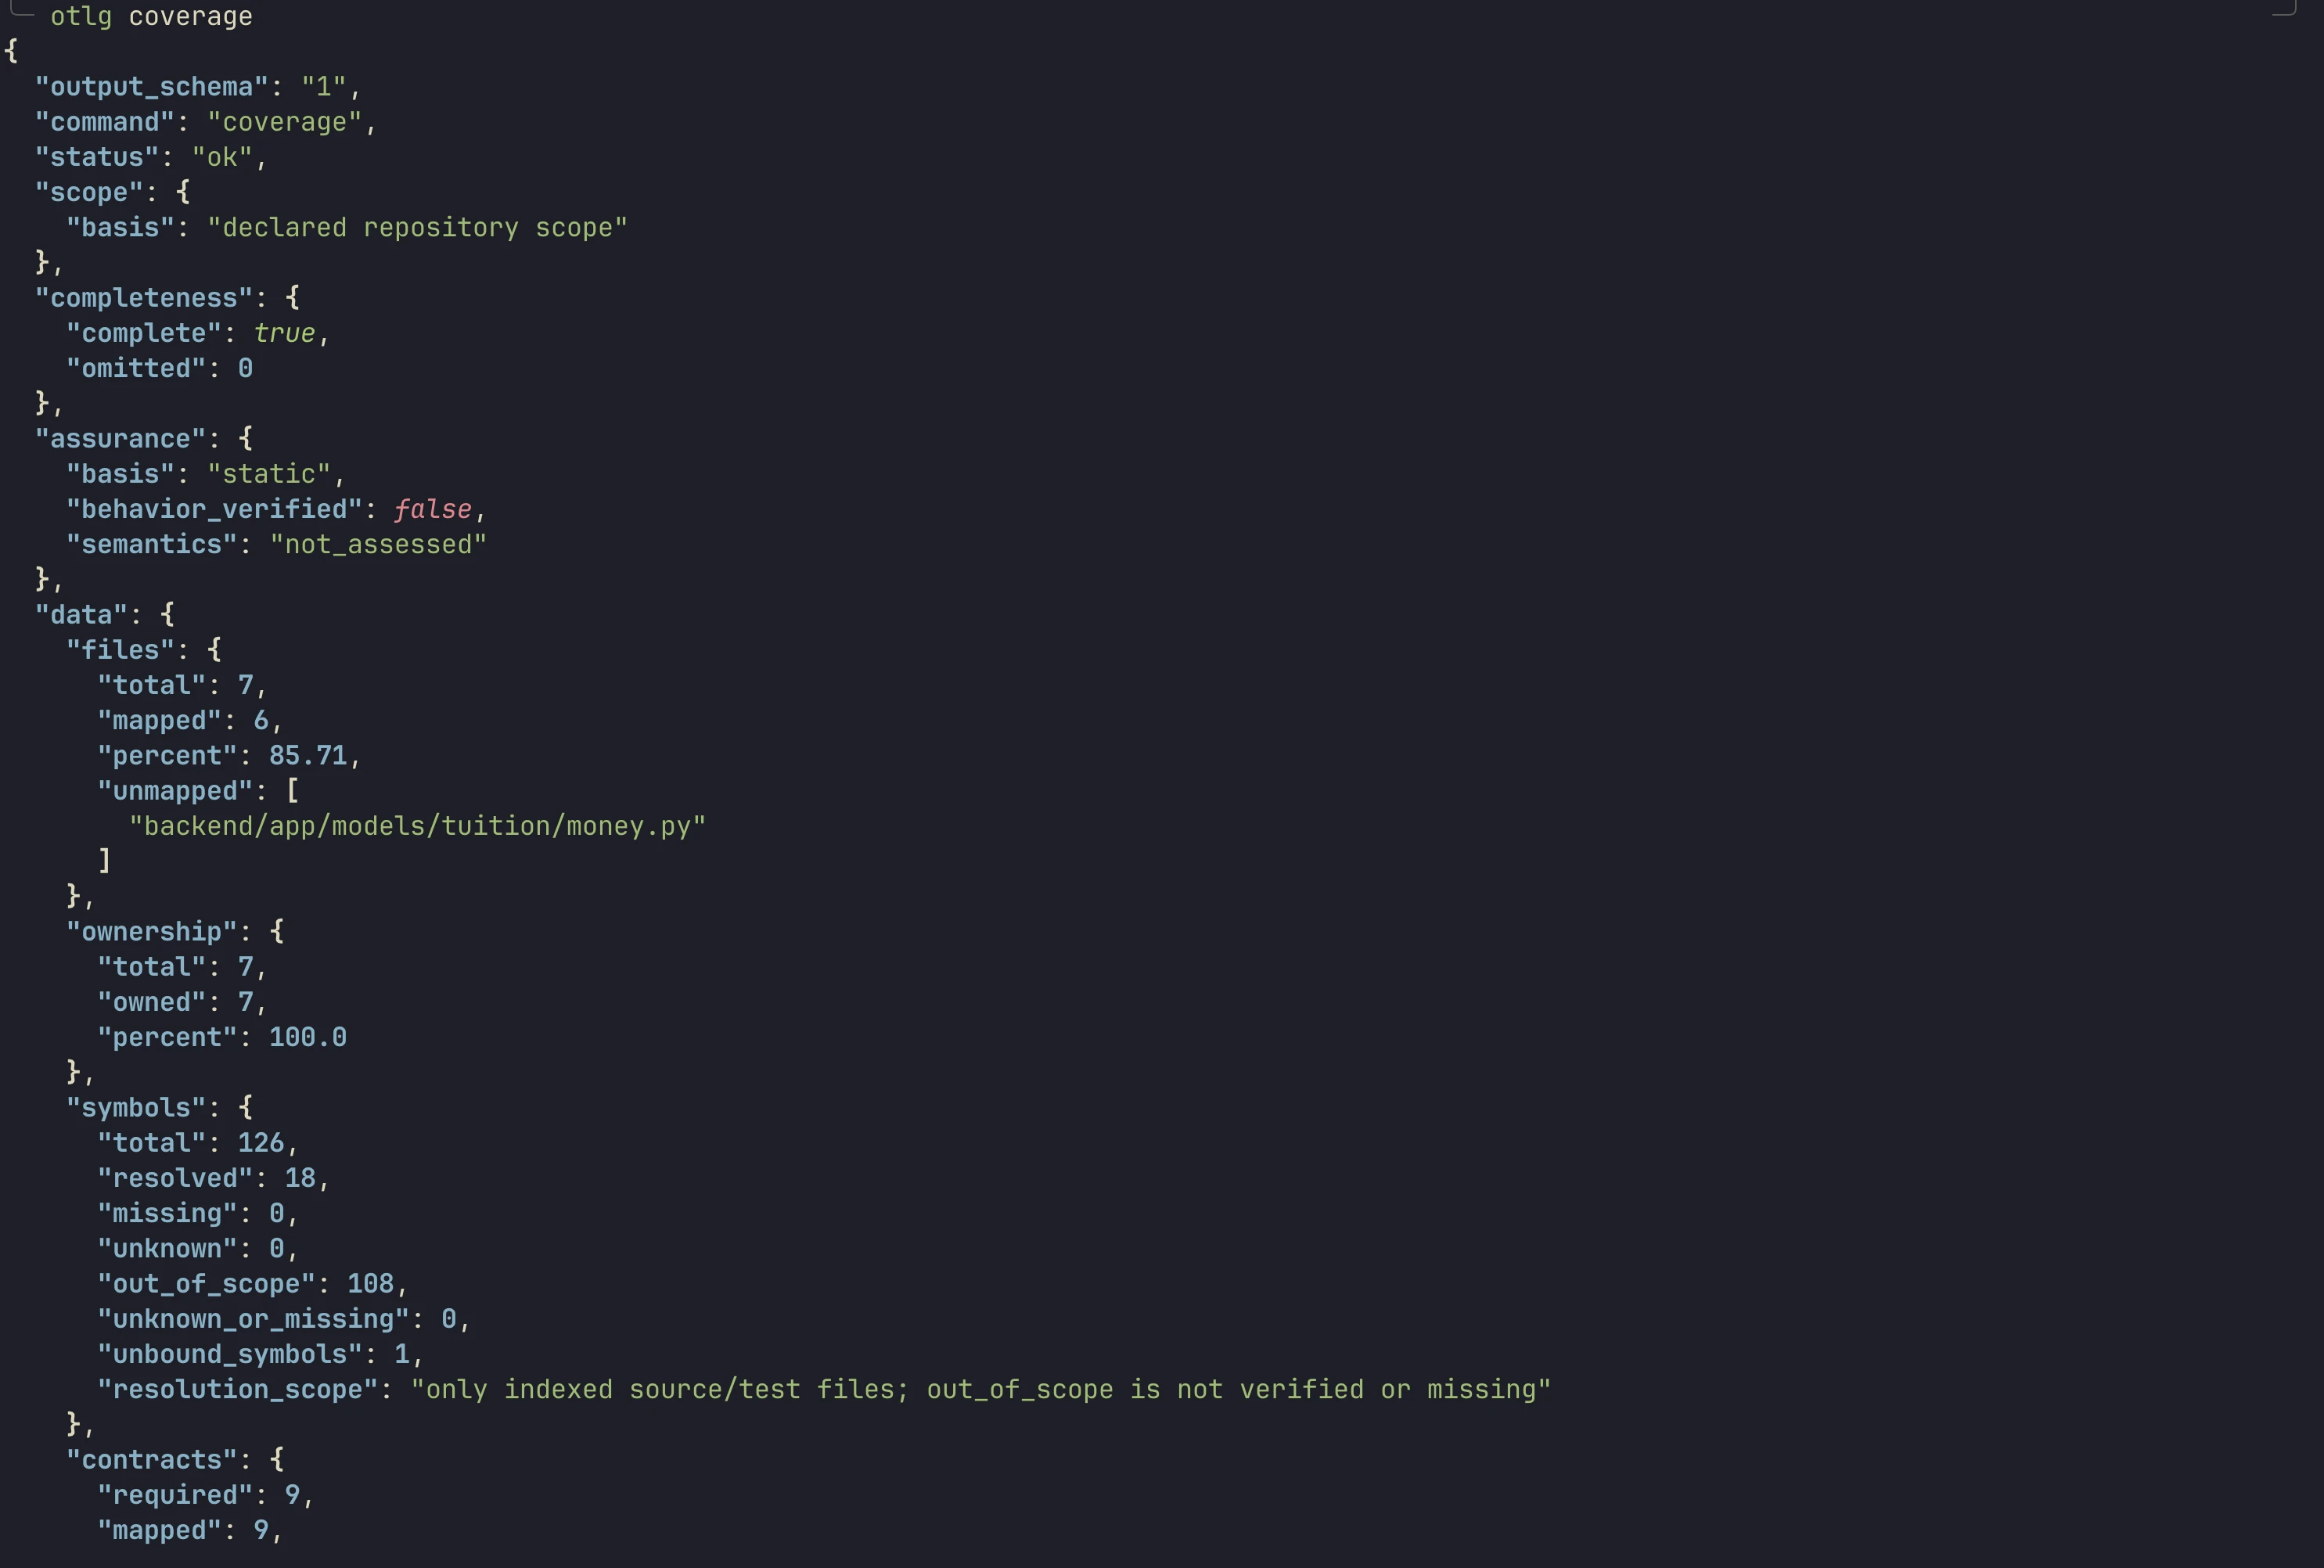 otlg coverage
{
  "output_schema": "1",
  "command": "coverage",
  "status": "ok",
  "scope": {
    "basis": "declared repository scope"
  },
  "completeness": {
    "complete": true,
    "omitted": 0
  },
  "assurance": {
    "basis": "static",
    "behavior_verified": false,
    "semantics": "not_assessed"
  },
  "data": {
    "files": {
      "total": 7,
      "mapped": 6,
      "percent": 85.71,
      "unmapped": [
        "backend/app/models/tuition/money.py"
      ]
    },
    "ownership": {
      "total": 7,
      "owned": 7,
      "percent": 100.0
    },
    "symbols": {
      "total": 126,
      "resolved": 18,
      "missing": 0,
      "unknown": 0,
      "out_of_scope": 108,
      "unknown_or_missing": 0,
      "unbound_symbols": 1,
      "resolution_scope": "only indexed source/test files; out_of_scope is not verified or missing"
    },
    "contracts": {
      "required": 9,
      "mapped": 9,